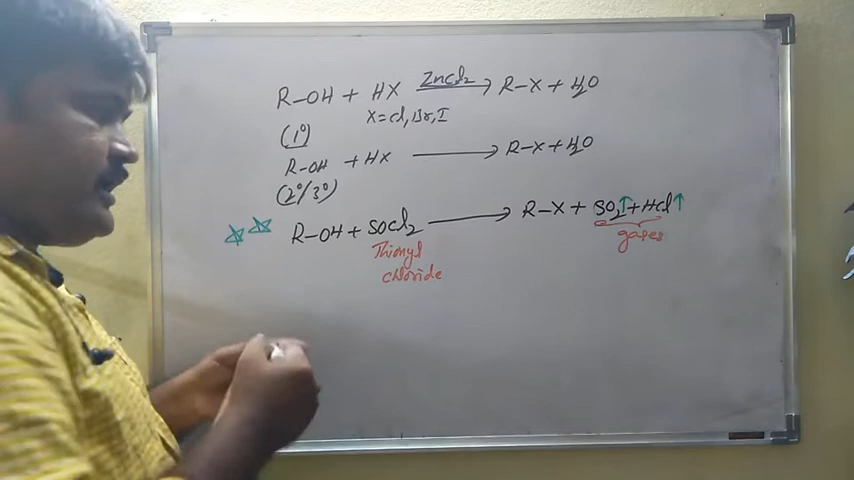 R-OH + HX ZnCl2→ R-X + H2O
(1°) X=Cl,Br,I
R-OH + HX → R-X + H2O
(2°/3°)
☆☆ R-OH + SOCl2 → R-X + SO2↑ + HCl↑
Thionyl gases
chloride